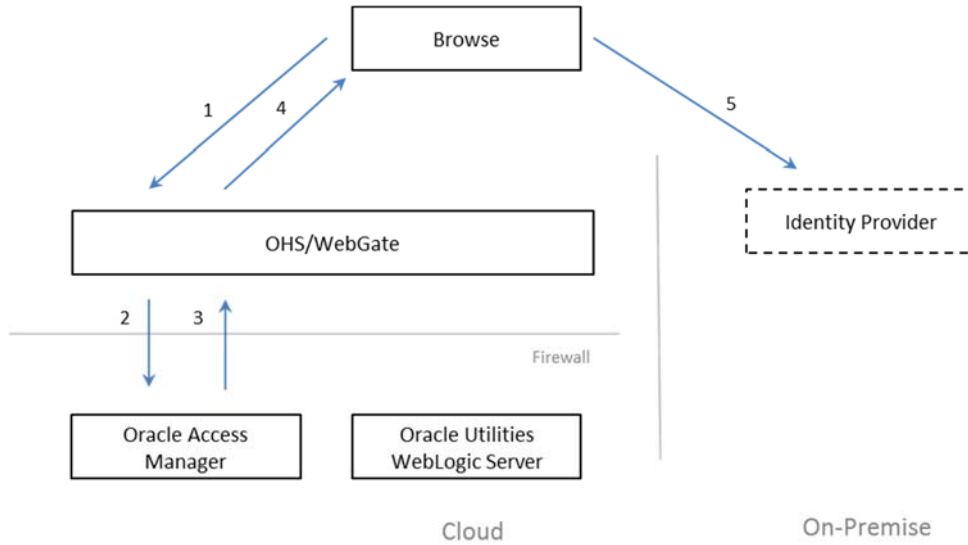 Browse
1
4
5
Identity Provider
OHS/WebGate
2
3
Firewall
Oracle Access
Manager
Oracle Utilities
WebLogic Server
Cloud
On-Premise